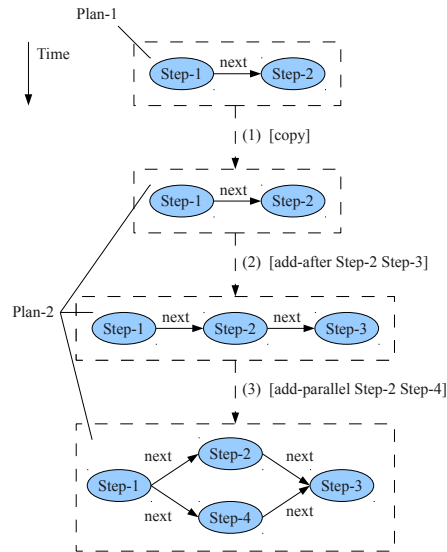 Plan-1
Time
Step-1 next Step-2
(1) [copy]
Step-1 next Step-2
(2) [add-after Step-2 Step-3]
Plan-2
Step-1 next Step-2 next Step-3
(3) [add-parallel Step-2 Step-4]
Step-2
next next
Step-1 Step-3
next next
Step-4